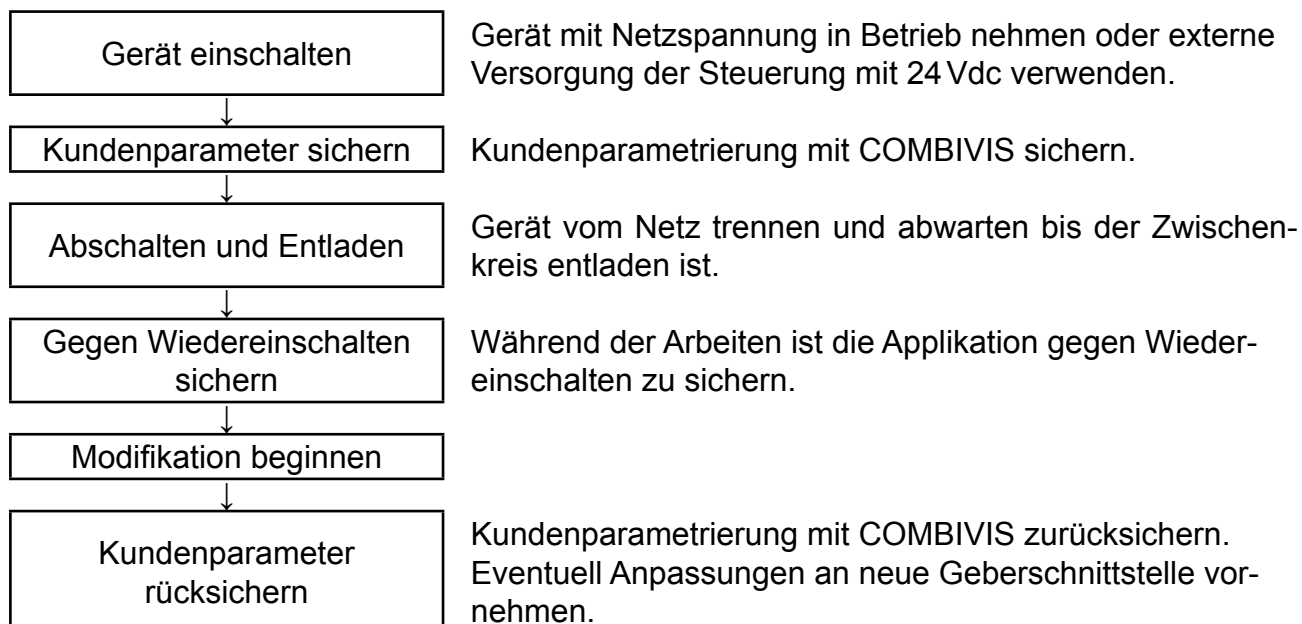 Gerät einschalten
Gerät mit Netzspannung in Betrieb nehmen oder externe
Versorgung der Steuerung mit 24 Vdc verwenden.
↓
Kundenparameter sichern
Kundenparametrierung mit COMBIVIS sichern.
↓
Abschalten und Entladen
Gerät vom Netz trennen und abwarten bis der Zwischen-
kreis entladen ist.
↓
Gegen Wiedereinschalten
sichern
Während der Arbeiten ist die Applikation gegen Wieder-
einschalten zu sichern.
↓
Modifikation beginnen
↓
Kundenparameter
rücksichern
Kundenparametrierung mit COMBIVIS zurücksichern.
Eventuell Anpassungen an neue Geberschnittstelle vor-
nehmen.